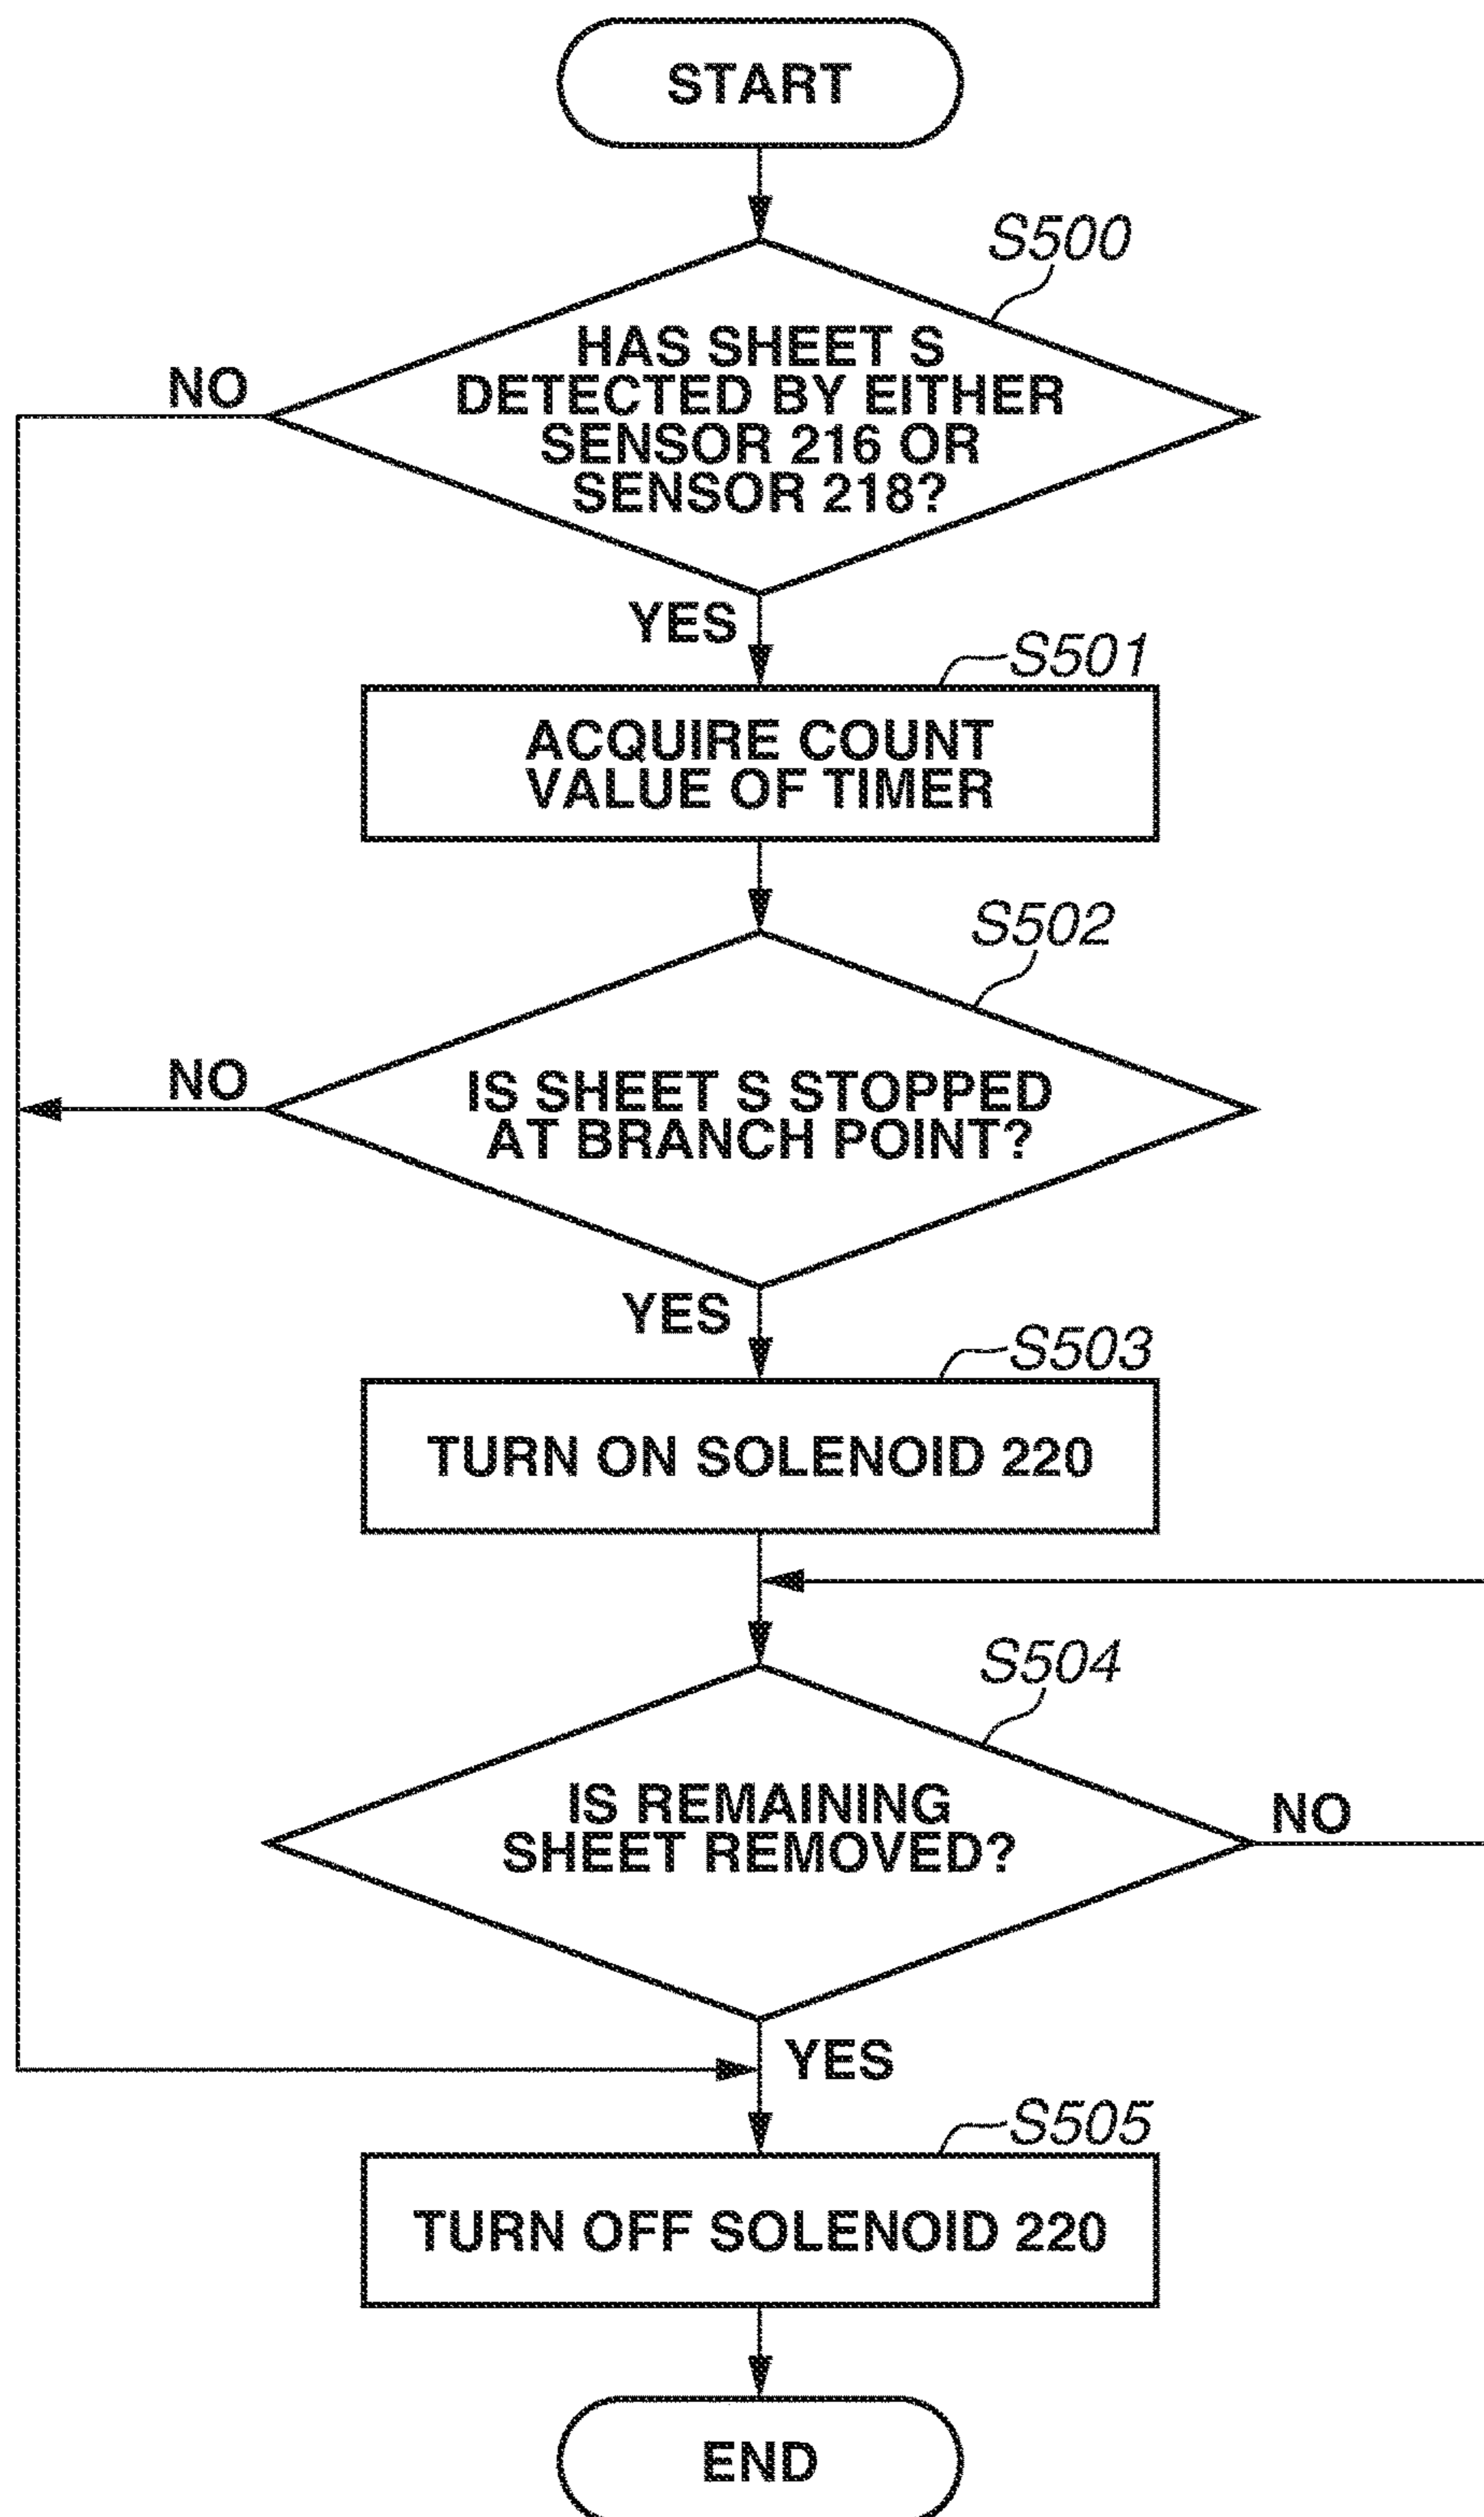 START
S500
HAS SHEET S
DETECTED BY EITHER
SENSOR 216 OR
SENSOR 218?
NO
YES
S501
ACQUIRE COUNT
VALUE OF TIMER
S502
IS SHEET S STOPPED
AT BRANCH POINT?
NO
YES
S503
TURN ON SOLENOID 220
S504
IS REMAINING
SHEET REMOVED?
NO
YES
S505
TURN OFF SOLENOID 220
END